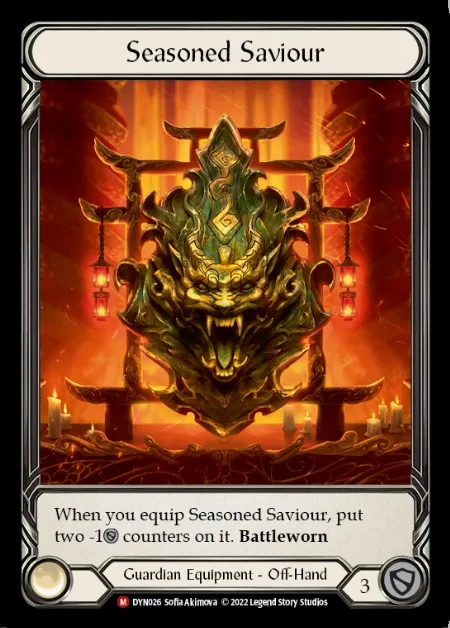 Seasoned Saviour
When you equip Seasoned Saviour, put
two -1 counters on it. Battleworn
Guardian Equipment - Off-Hand
3
M DYN026 Sofia Akimova © 2022 Legend Story Studios